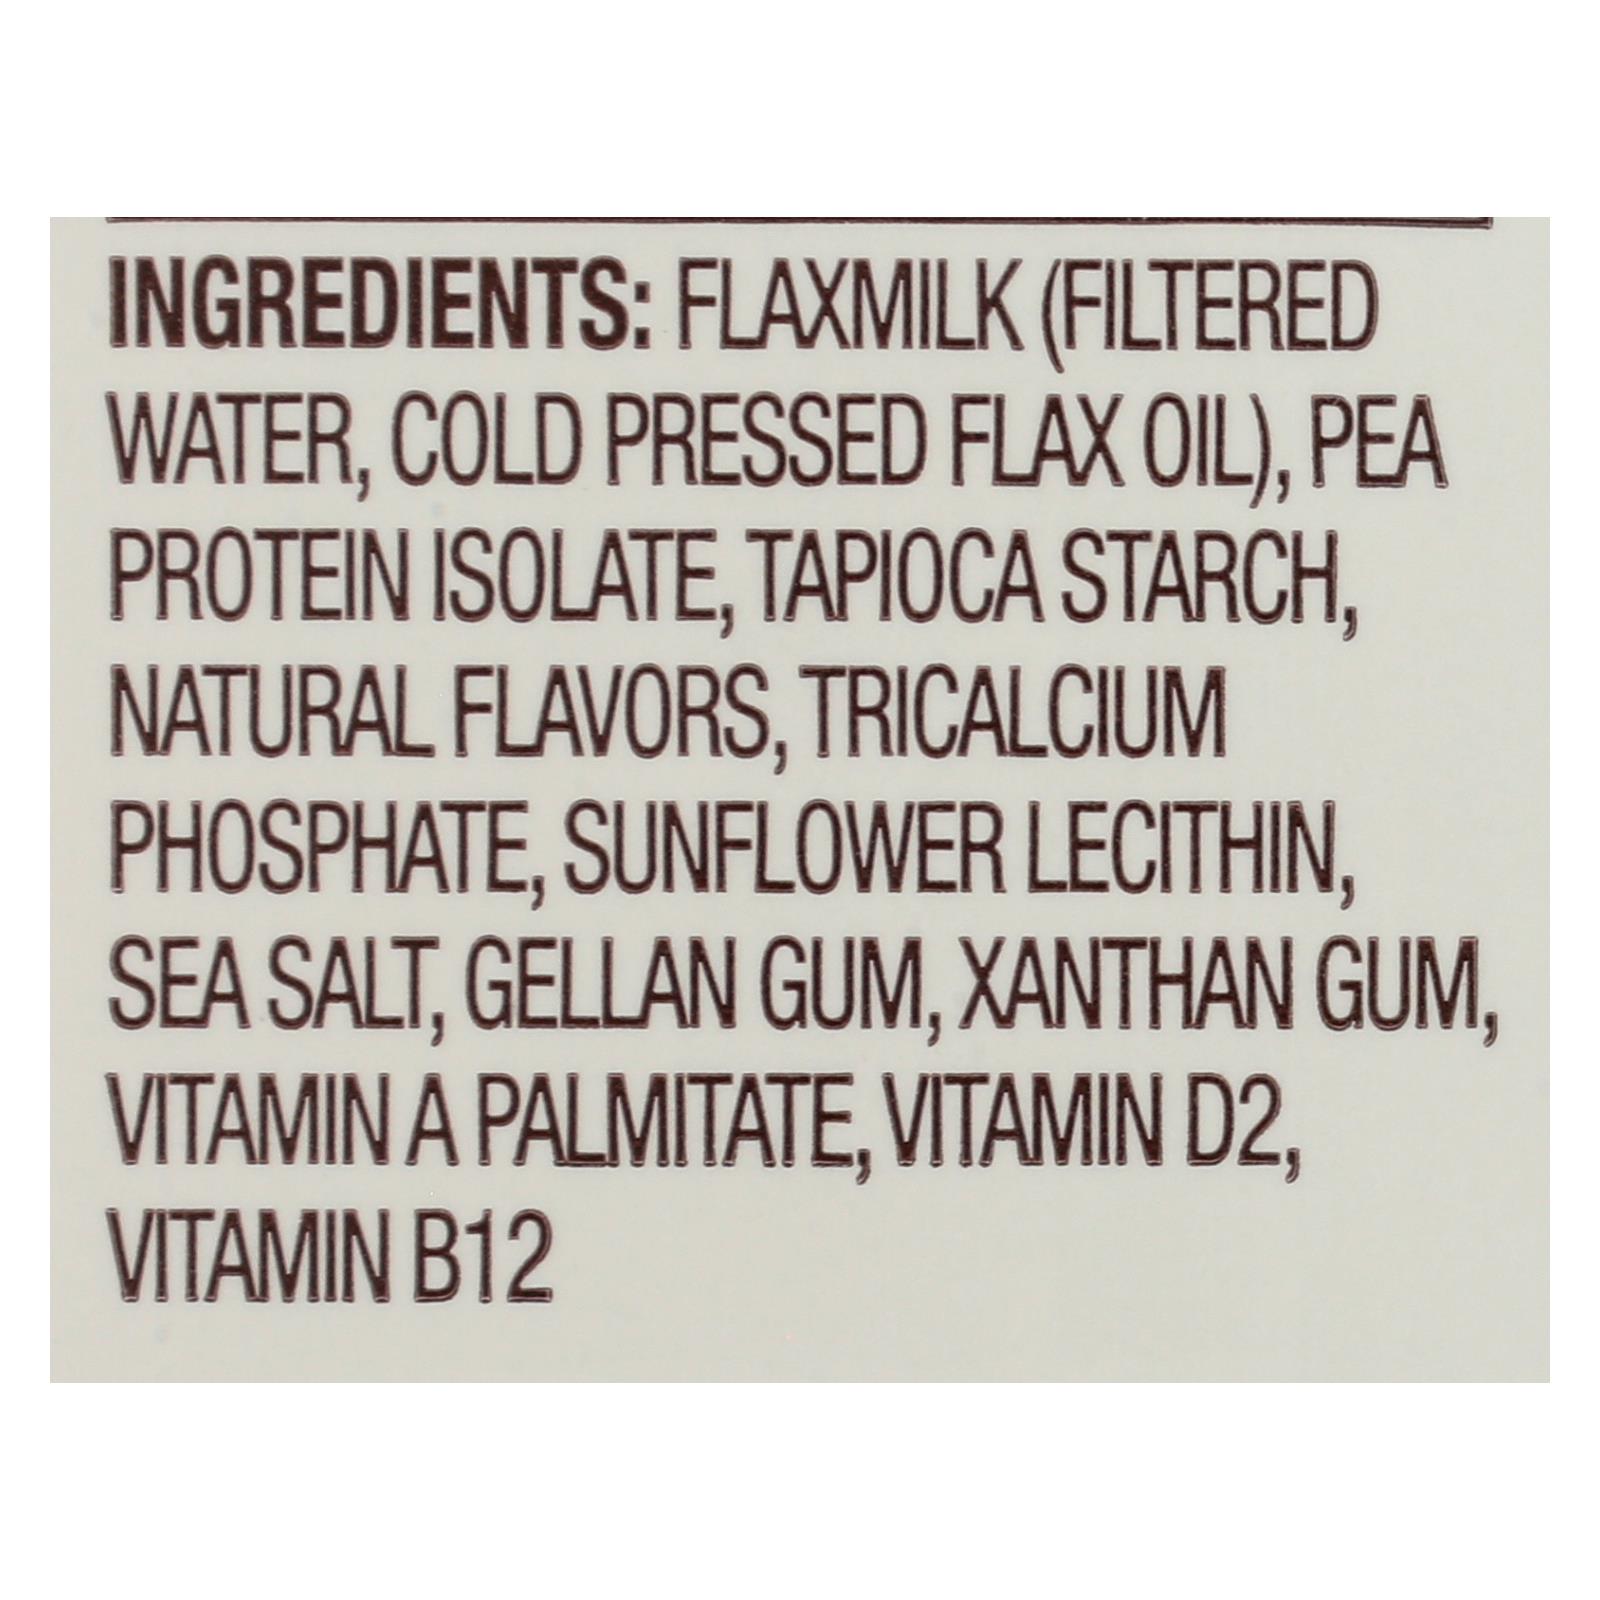 INGREDIENTS: FLAXMILK (FILTERED
WATER, COLD PRESSED FLAX OIL), PEA
PROTEIN ISOLATE, TAPIOCA STARCH,
NATURAL FLAVORS, TRICALCIUM
PHOSPHATE, SUNFLOWER LECITHIN,
SEA SALT, GELLAN GUM, XANTHAN GUM,
VITAMIN A PALMITATE, VITAMIN D2,
VITAMIN B12